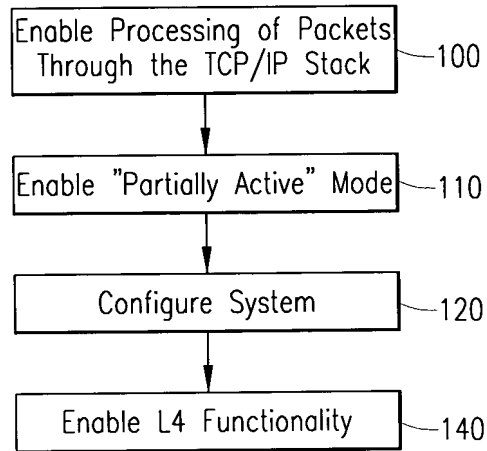 Enable Processing of Packets
Through the TCP/IP Stack
100
Enable "Partially Active" Mode
110
Configure System
120
Enable L4 Functionality
140